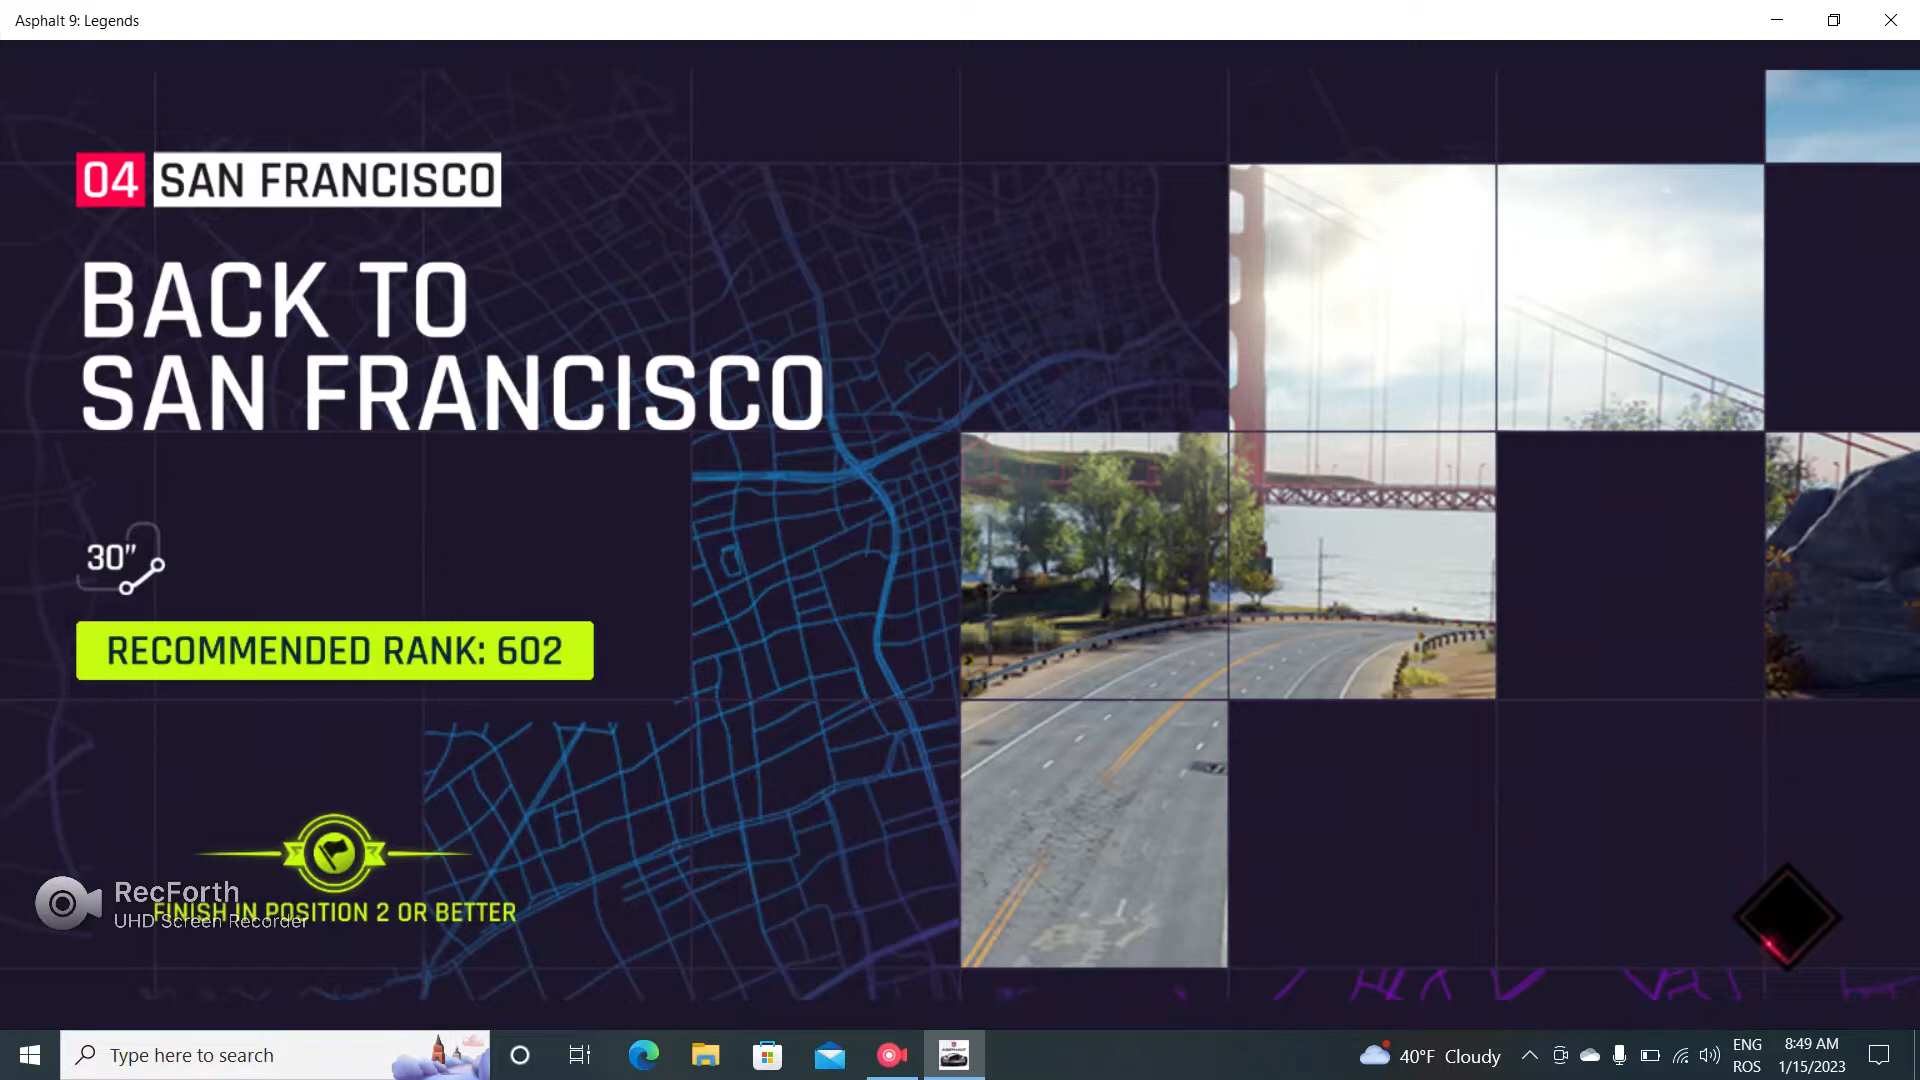 Asphalt 9: Legends
04 SAN FRANCISCO
BACK TO
SAN FRANCISCO
30"
RECOMMENDED RANK: 602
RecForth
UHD Screen Recorder
FINISH IN POSITION 2 OR BETTER
Type here to search
40°F Cloudy
ENG
ROS
8:49 AM
1/15/2023